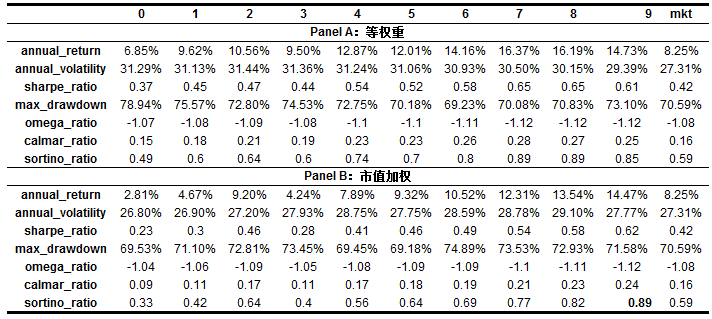 0 1 2 3 4 5 6 7 8 9 mkt
Panel A：等权重
annual_return 6.85% 9.62% 10.56% 9.50% 12.87% 12.01% 14.16% 16.37% 16.19% 14.73% 8.25%
annual_volatility 31.29% 31.13% 31.44% 31.36% 31.24% 31.06% 30.93% 30.50% 30.15% 29.39% 27.31%
sharpe_ratio 0.37 0.45 0.47 0.44 0.54 0.52 0.58 0.65 0.65 0.61 0.42
max_drawdown 78.94% 75.57% 72.80% 74.53% 72.75% 70.18% 69.23% 70.08% 70.83% 73.10% 70.59%
omega_ratio -1.07 -1.08 -1.09 -1.08 -1.1 -1.1 -1.11 -1.12 -1.12 -1.12 -1.08
calmar_ratio 0.15 0.18 0.21 0.19 0.23 0.23 0.26 0.28 0.27 0.25 0.16
sortino_ratio 0.49 0.6 0.64 0.6 0.74 0.7 0.8 0.89 0.89 0.85 0.59
Panel B：市值加权
annual_return 2.81% 4.67% 9.20% 4.24% 7.89% 9.32% 10.52% 12.31% 13.54% 14.47% 8.25%
annual_volatility 26.80% 26.90% 27.20% 27.93% 28.75% 27.75% 28.59% 28.78% 29.10% 27.77% 27.31%
sharpe_ratio 0.23 0.3 0.46 0.28 0.41 0.46 0.49 0.54 0.58 0.62 0.42
max_drawdown 69.53% 71.10% 72.81% 73.45% 69.45% 69.18% 74.89% 73.53% 72.93% 71.58% 70.59%
omega_ratio -1.04 -1.06 -1.09 -1.05 -1.08 -1.09 -1.09 -1.1 -1.11 -1.12 -1.08
calmar_ratio 0.09 0.11 0.17 0.11 0.17 0.18 0.19 0.21 0.23 0.24 0.16
sortino_ratio 0.33 0.42 0.64 0.4 0.56 0.64 0.69 0.77 0.82 0.89 0.59